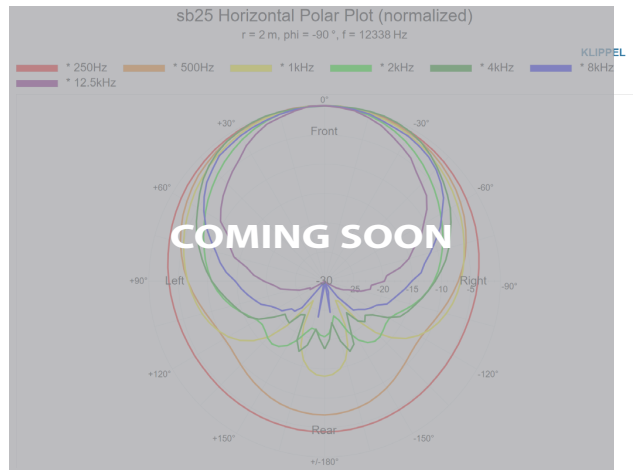 sb25 Horizontal Polar Plot (normalized)
r = 2 m, phi = -90 °, f = 12338 Hz
KLIPPEL
* 250Hz * 500Hz * 1kHz * 2kHz * 4kHz * 8kHz
* 12.5kHz
0°
+30° Front -30°
+60° -60°
COMING SOON
+90° Left -30 -25 -20 -15 -10 -5 Right -90°
+120° -120°
Rear
+150° -150°
+/-180°